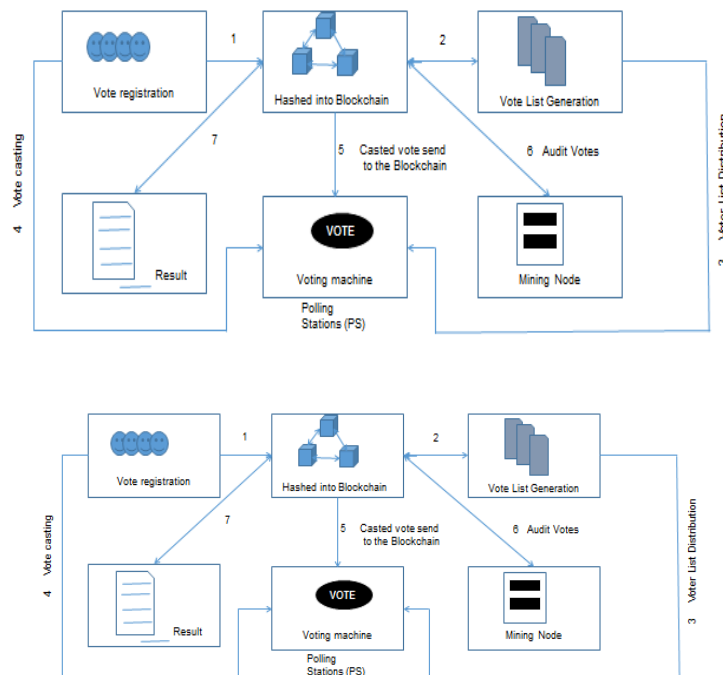 1
2
Vote registration
Hashed into Blockchain
Vote List Generation
7
5 Casted vote send
to the Blockchain
6 Audit Votes
4 Vote casting
Voter List Distribution
VOTE
Result
Voting machine
Mining Node
Polling
Stations (PS)
1
2
Vote registration
Hashed into Blockchain
Vote List Generation
7
5 Casted vote send
to the Blockchain
6 Audit Votes
4 Vote casting
3 Voter List Distribution
VOTE
Result
Voting machine
Mining Node
Polling
Stations (PS)